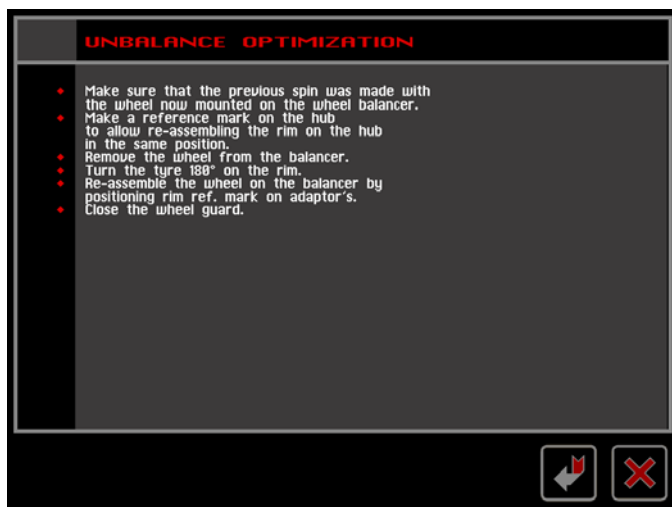 UNBALANCE OPTIMIZATION
Make sure that the previous spin was made with
the wheel now mounted on the wheel balancer.
Make a reference mark on the hub
to allow re-assembling the rim on the hub
in the same position.
Remove the wheel from the balancer.
Turn the tyre 180° on the rim.
Re-assemble the wheel on the balancer by
positioning rim ref. mark on adaptor's.
Close the wheel guard.